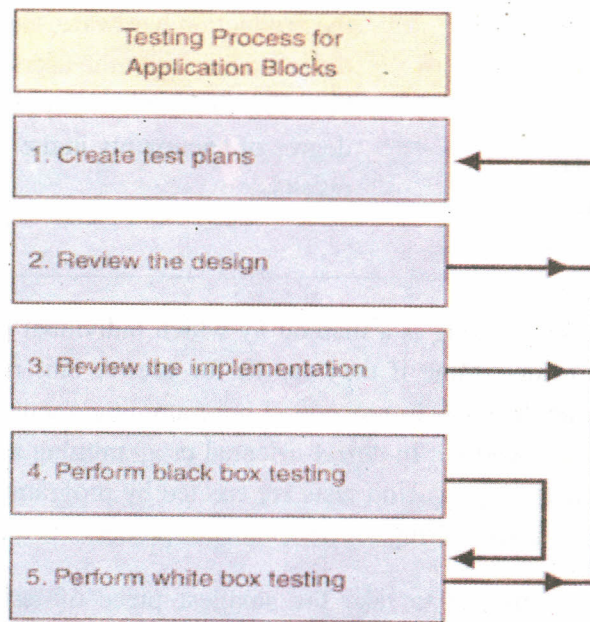 Testing Process for
Application Blocks
1. Create test plans
2. Review the design
3. Review the implementation
4. Perform black box testing
5. Perform white box testing